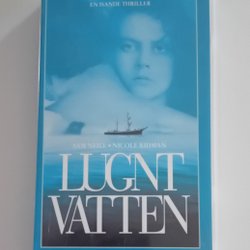 EN ISANDE THRILLER
SAM NEILL • NICOLE KIDMAN
LUGNT
VATTEN